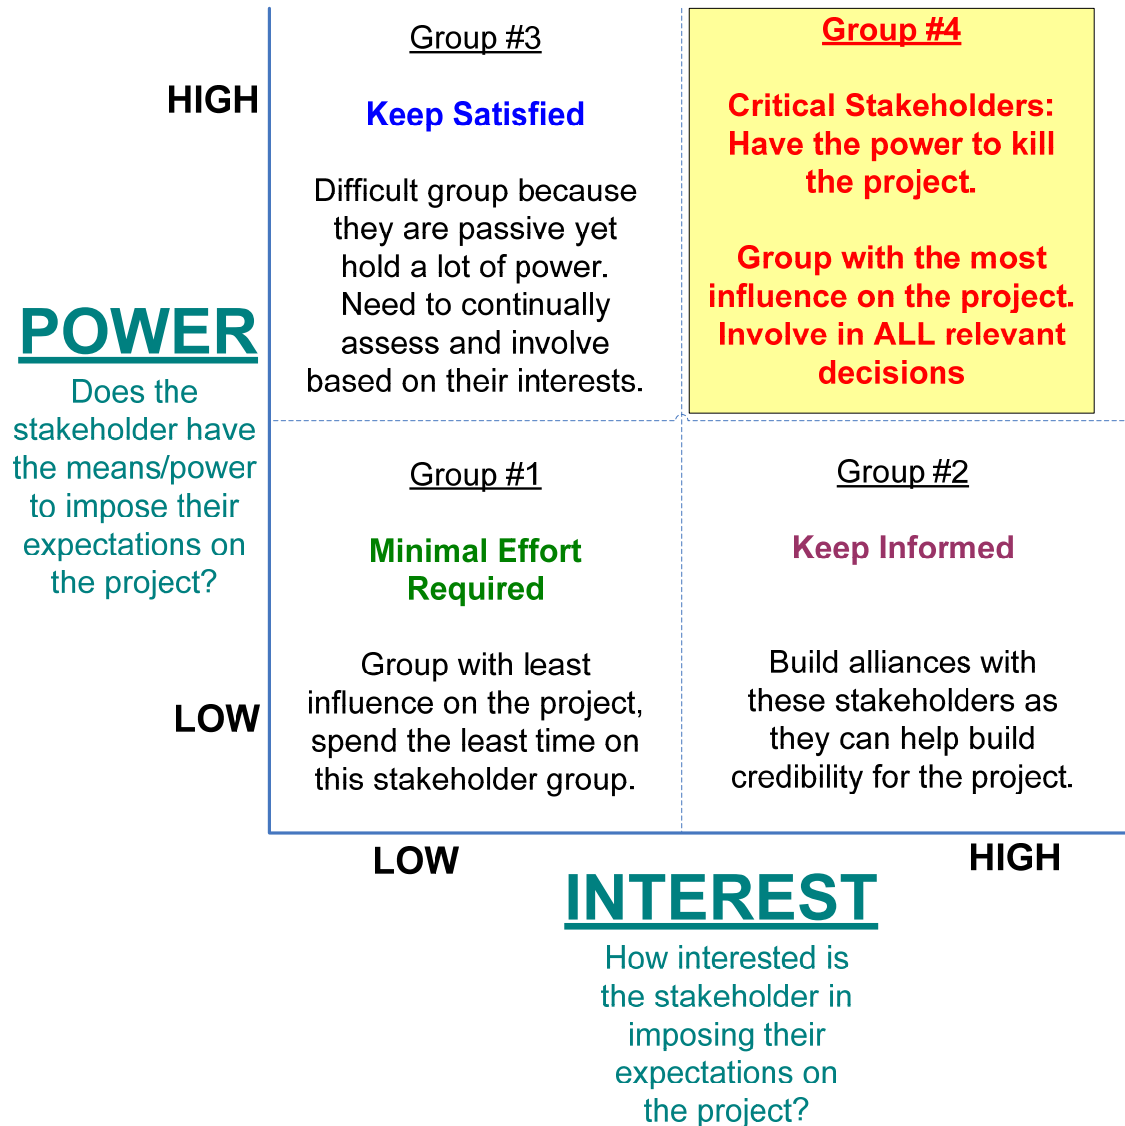 Group #3
Keep Satisfied
Difficult group because
they are passive yet
hold a lot of power.
Need to continually
assess and involve
based on their interests.
Group #4
Critical Stakeholders:
Have the power to kill
the project.
Group with the most
influence on the project.
Involve in ALL relevant
decisions
HIGH
POWER
Does the
stakeholder have
the means/power
to impose their
expectations on
the project?
LOW
Group #1
Minimal Effort
Required
Group with least
influence on the project,
spend the least time on
this stakeholder group.
Group #2
Keep Informed
Build alliances with
these stakeholders as
they can help build
credibility for the project.
LOW
HIGH
INTEREST
How interested is
the stakeholder in
imposing their
expectations on
the project?